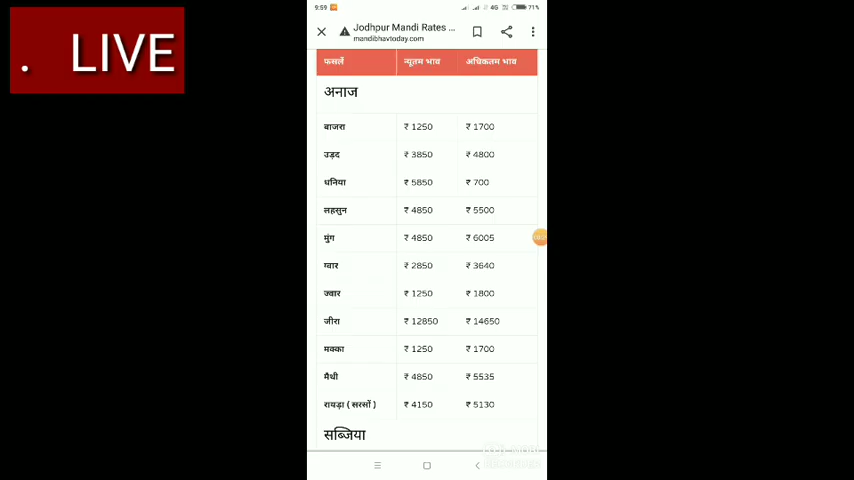 . LIVE
9:59 4G 71%
Jodhpur Mandi Rates ...
mandibhavtoday.com
फसलें न्यूतम भाव अधिकतम भाव
अनाज
बाजरा ₹ 1250 ₹ 1700
उड़द ₹ 3850 ₹ 4800
धनिया ₹ 5850 ₹ 700
लहसुन ₹ 4850 ₹ 5500
मुंग ₹ 4850 ₹ 6005
ग्वार ₹ 2850 ₹ 3640
ज्वार ₹ 1250 ₹ 1800
जीरा ₹ 12850 ₹ 14650
मक्का ₹ 1250 ₹ 1700
मैथी ₹ 4850 ₹ 5535
रायड़ा ( सरसों ) ₹ 4150 ₹ 5130
सब्जिया